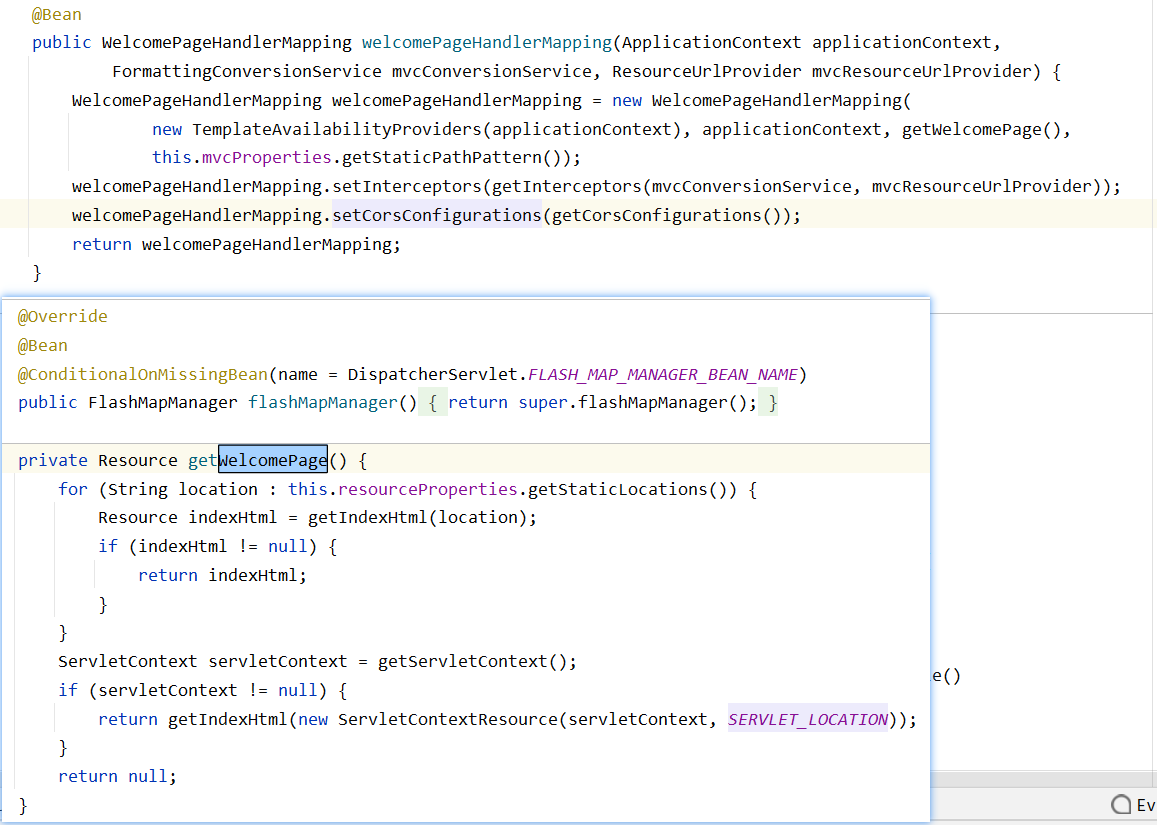 @Bean
public WelcomePageHandlerMapping welcomePageHandlerMapping(ApplicationContext applicationContext,
FormattingConversionService mvcConversionService, ResourceUrlProvider mvcResourceUrlProvider) {
WelcomePageHandlerMapping welcomePageHandlerMapping = new WelcomePageHandlerMapping(
new TemplateAvailabilityProviders(applicationContext), applicationContext, getWelcomePage(),
this.mvcProperties.getStaticPathPattern());
welcomePageHandlerMapping.setInterceptors(getInterceptors(mvcConversionService, mvcResourceUrlProvider));
welcomePageHandlerMapping.setCorsConfigurations(getCorsConfigurations());
return welcomePageHandlerMapping;
}
@Override
@Bean
@ConditionalOnMissingBean(name = DispatcherServlet.FLASH_MAP_MANAGER_BEAN_NAME)
public FlashMapManager flashMapManager() { return super.flashMapManager(); }
private Resource getWelcomePage() {
for (String location : this.resourceProperties.getStaticLocations()) {
Resource indexHtml = getIndexHtml(location);
if (indexHtml != null) {
return indexHtml;
}
}
ServletContext servletContext = getServletContext();
if (servletContext != null) {
return getIndexHtml(new ServletContextResource(servletContext, SERVLET_LOCATION));
}
return null;
}
e()
Ev